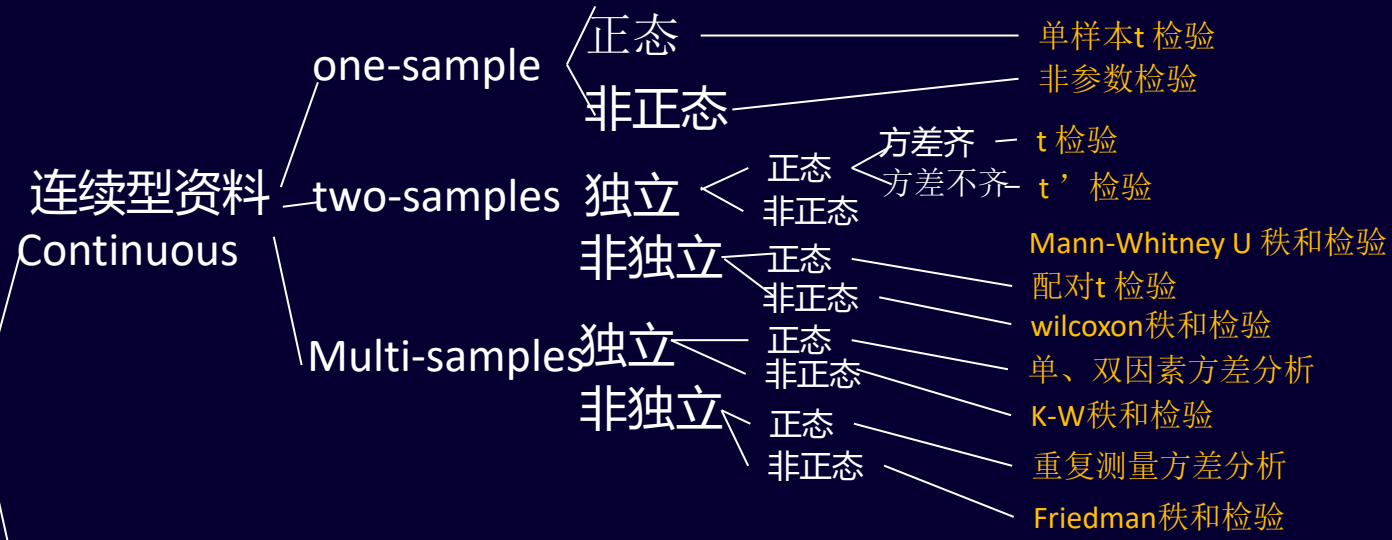 正态
单样本t 检验
one-sample
非正态
非参数检验
连续型资料
Continuous
two-samples
独立
正态
方差齐
t 检验
方差不齐
t ’ 检验
非正态
Mann-Whitney U 秩和检验
非独立
正态
配对t 检验
非正态
wilcoxon秩和检验
Multi-samples
独立
正态
单、双因素方差分析
非正态
K-W秩和检验
非独立
正态
重复测量方差分析
非正态
Friedman秩和检验